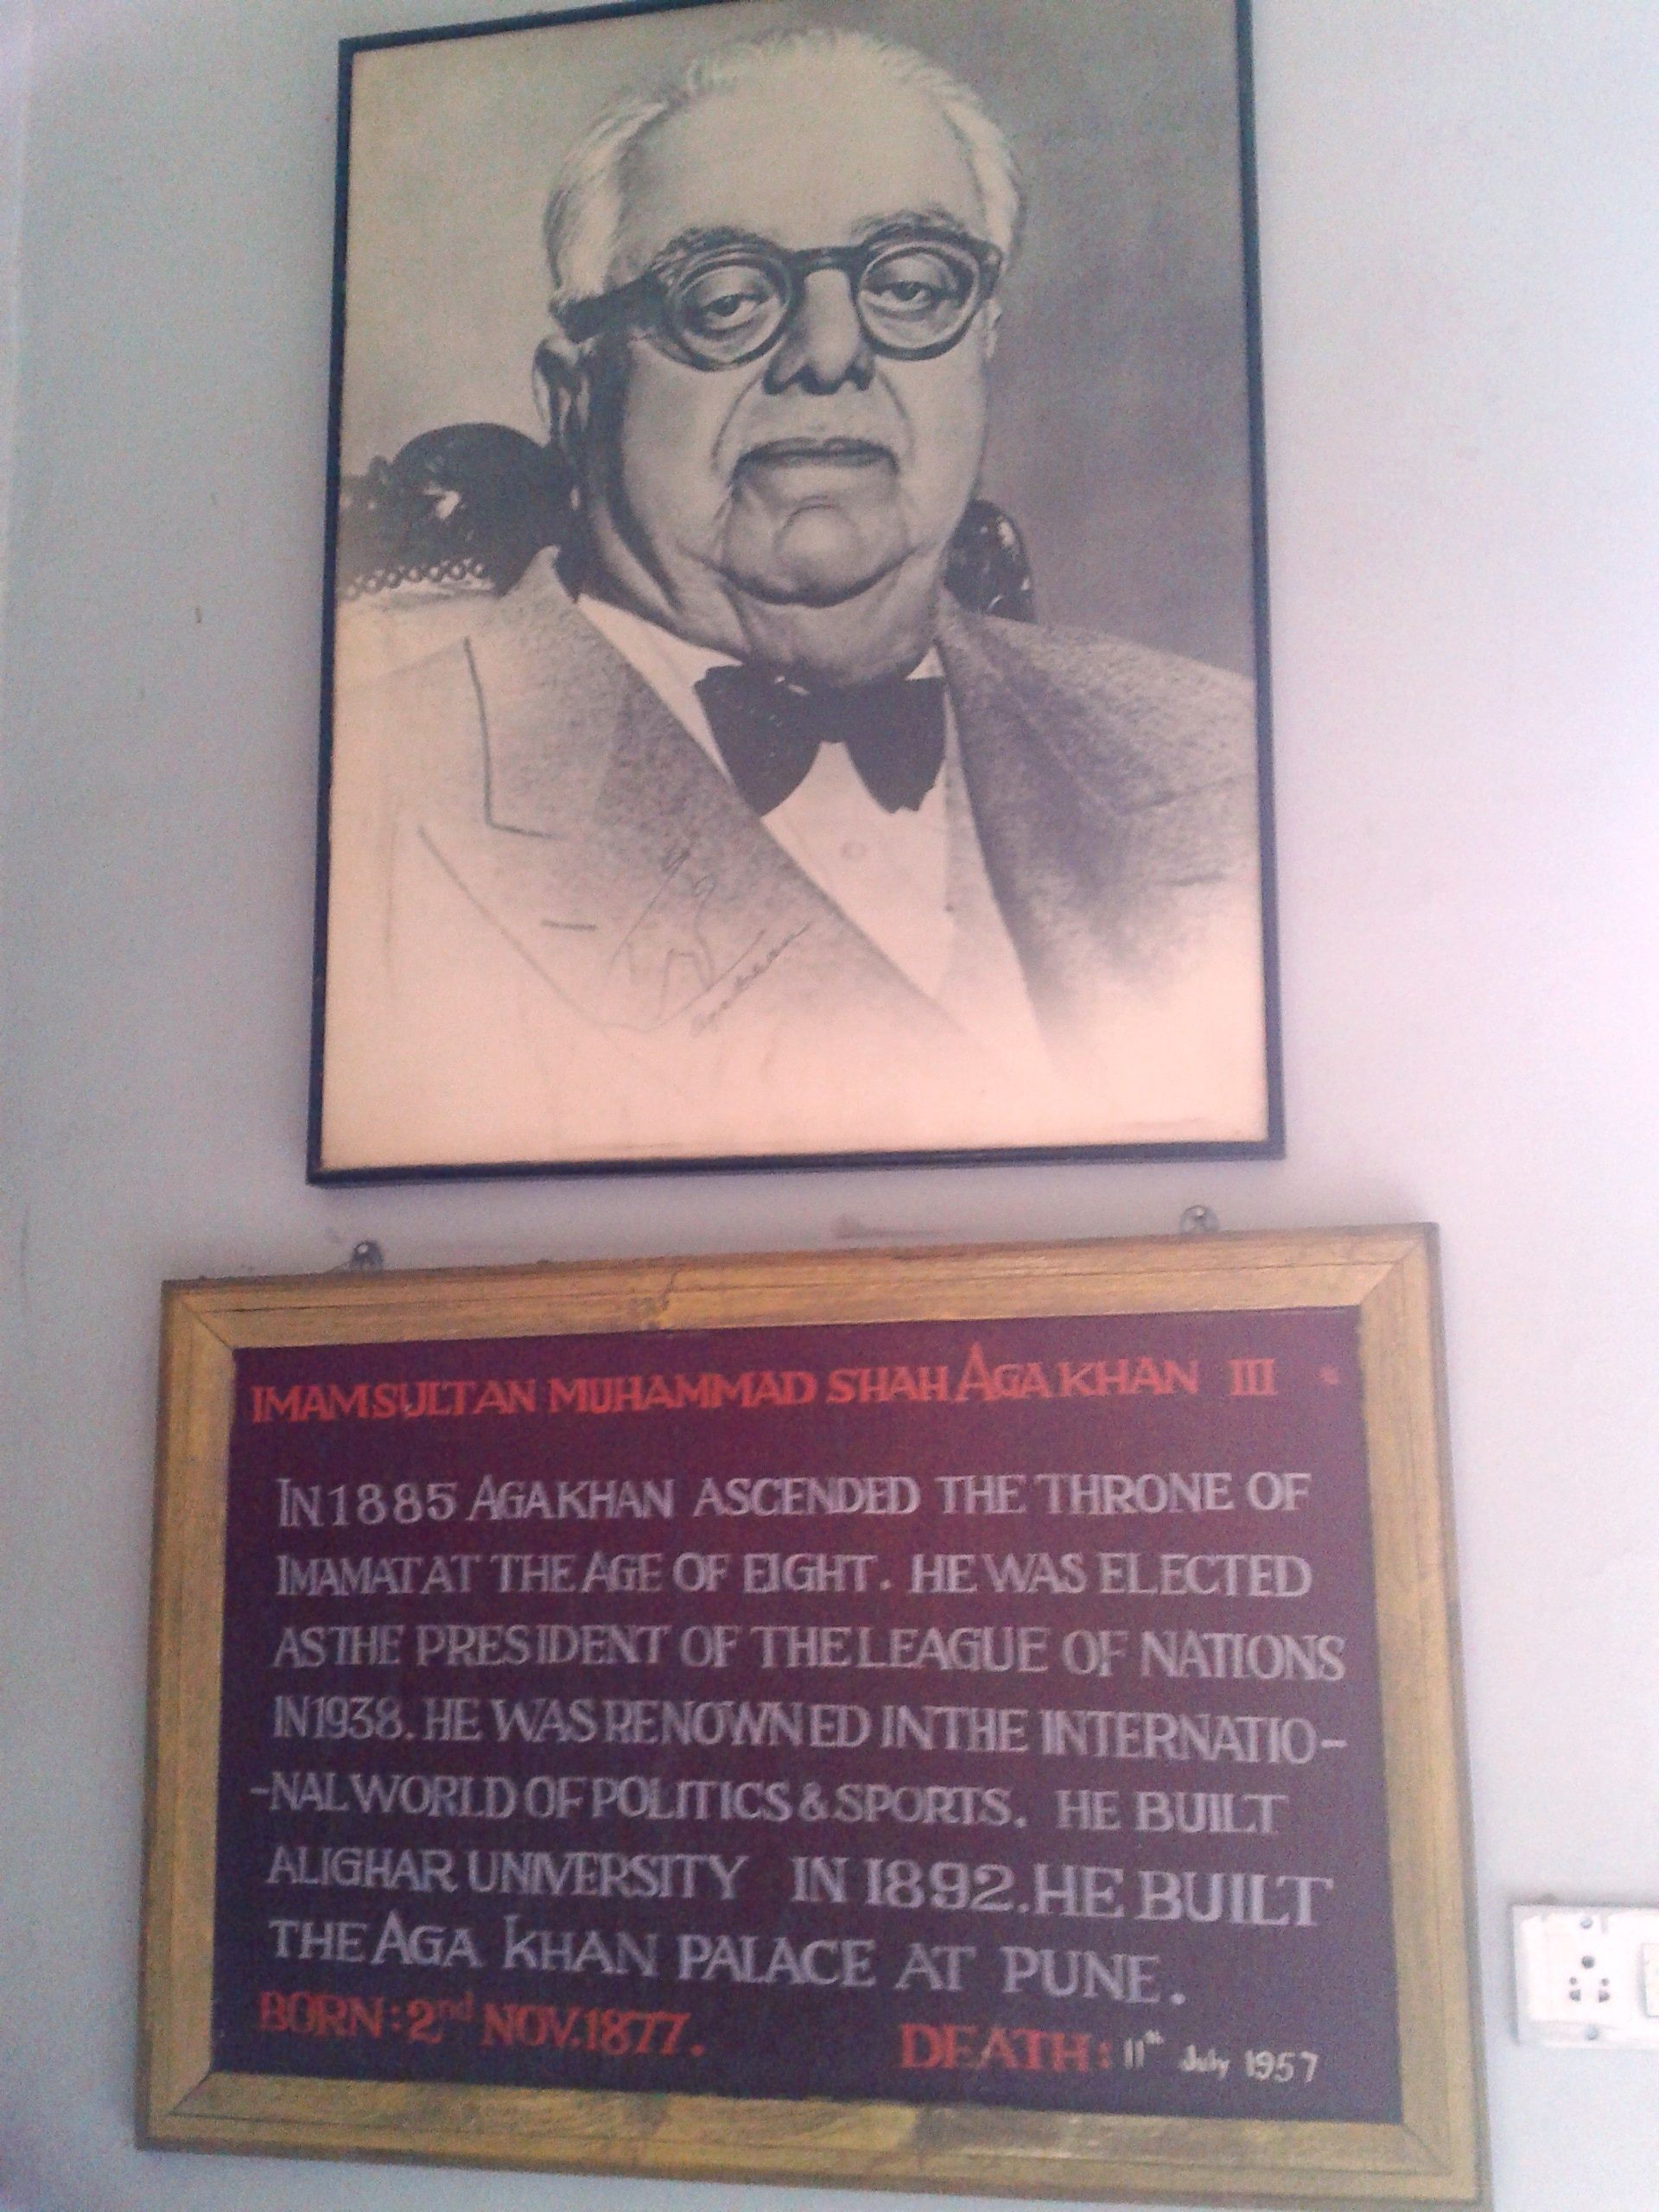 IMAM SULTAN MUHAMMAD SHAH AGA KHAN III
IN 1885 AGAKHAN ASCENDED THE THRONE OF
IMAMAT AT THE AGE OF EIGHT. HE WAS ELECTED
AS THE PRESIDENT OF THE LEAGUE OF NATIONS
IN 1938. HE WAS RENOWNED IN THE INTERNATIO-
-NAL WORLD OF POLITICS & SPORTS. HE BUILT
ALIGHAR UNIVERSITY IN 1892. HE BUILT
THE AGA KHAN PALACE AT PUNE.
BORN: 2nd NOV. 1877. DEATH: 11th July 1957